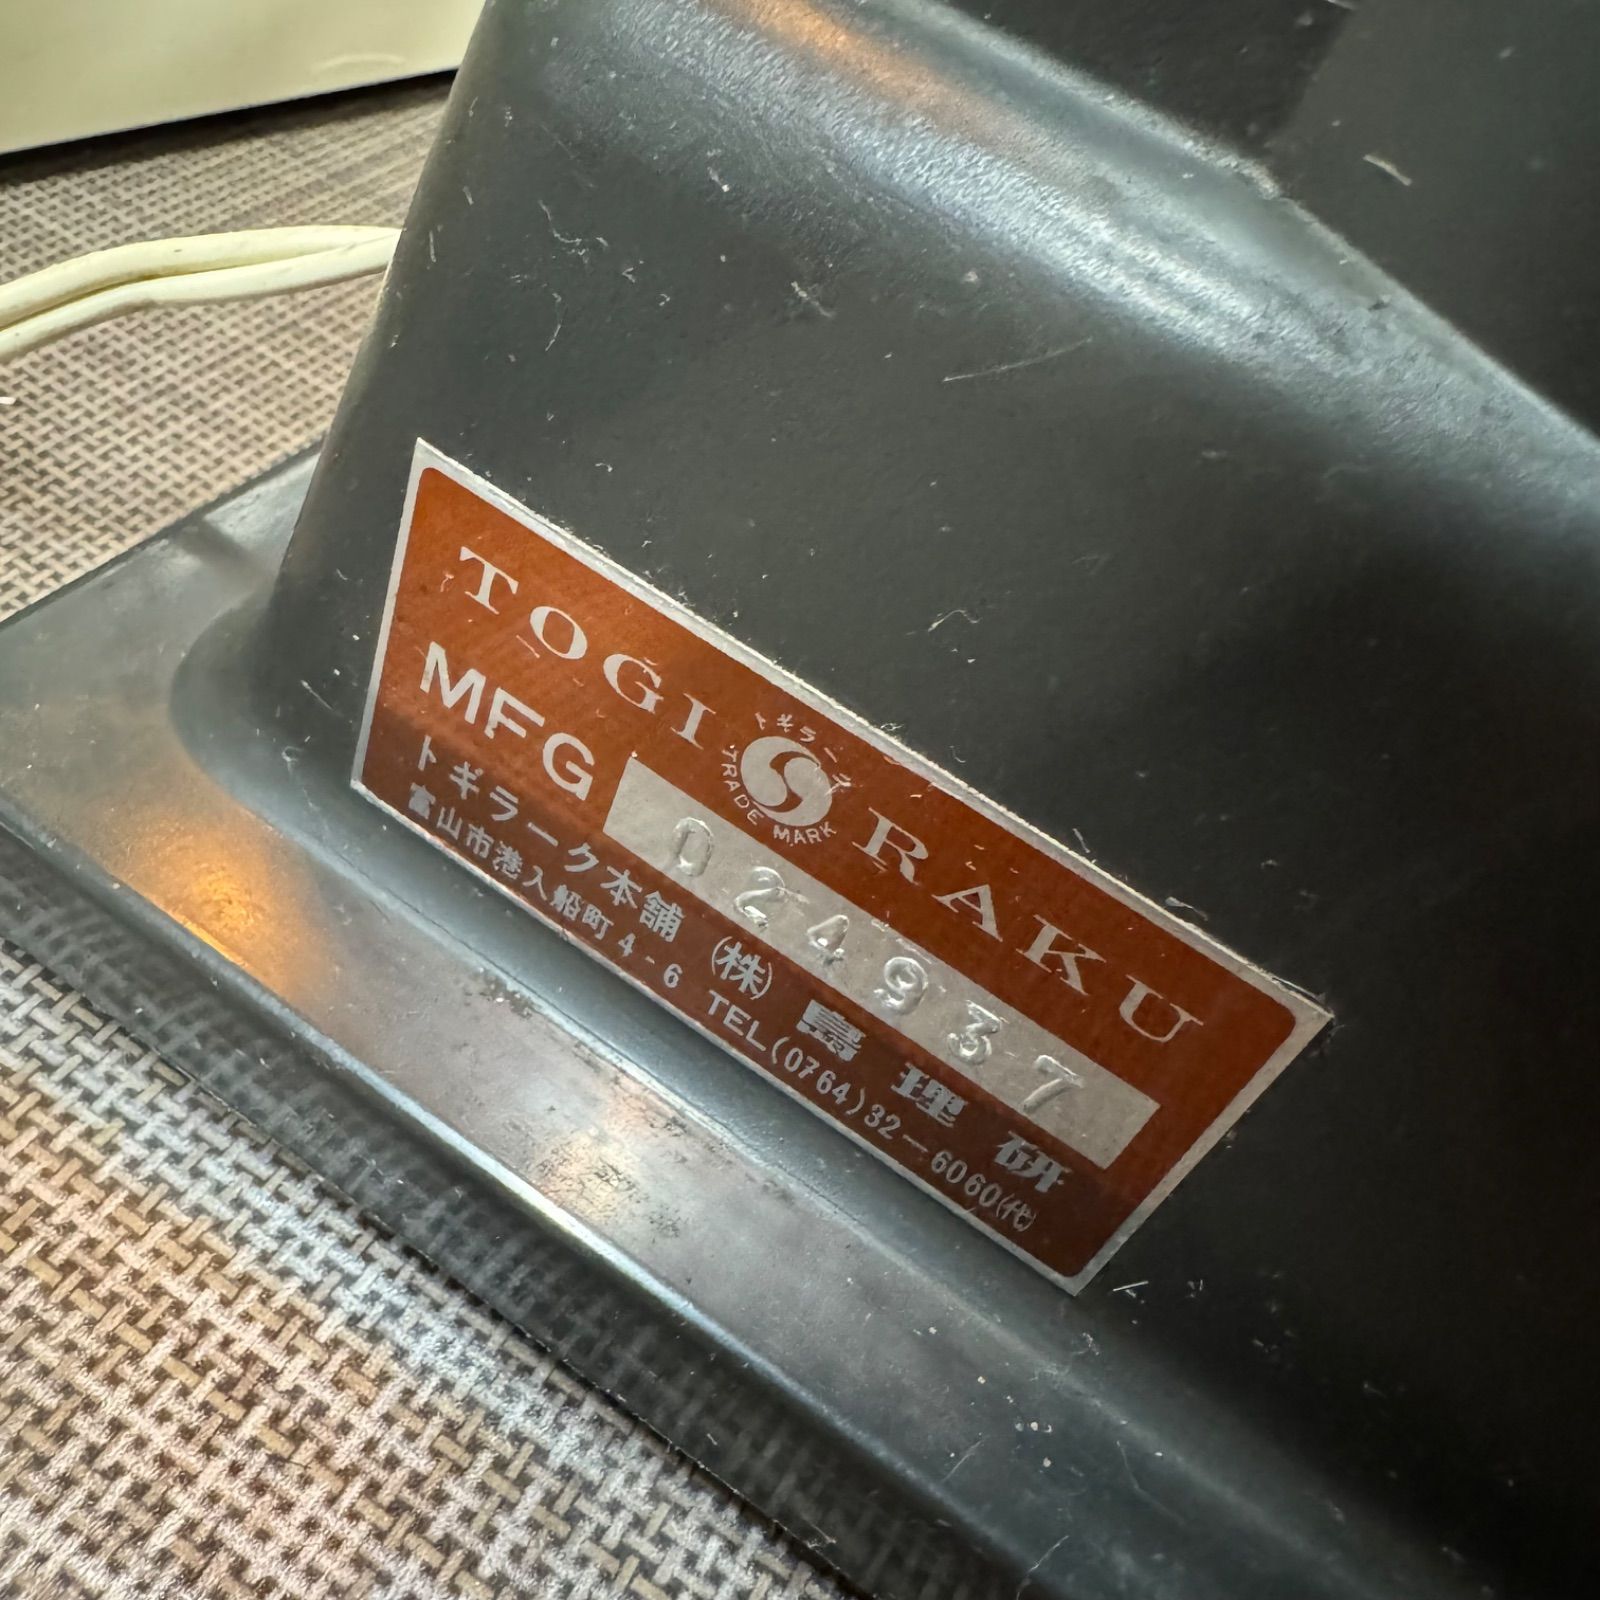 TOGI RAKU
トギラーク
TRADE MARK
MFG 024937
トギラーク本舗 (株) 島理研
富山市港入船町4-6 TEL(0764)32-6060(代)